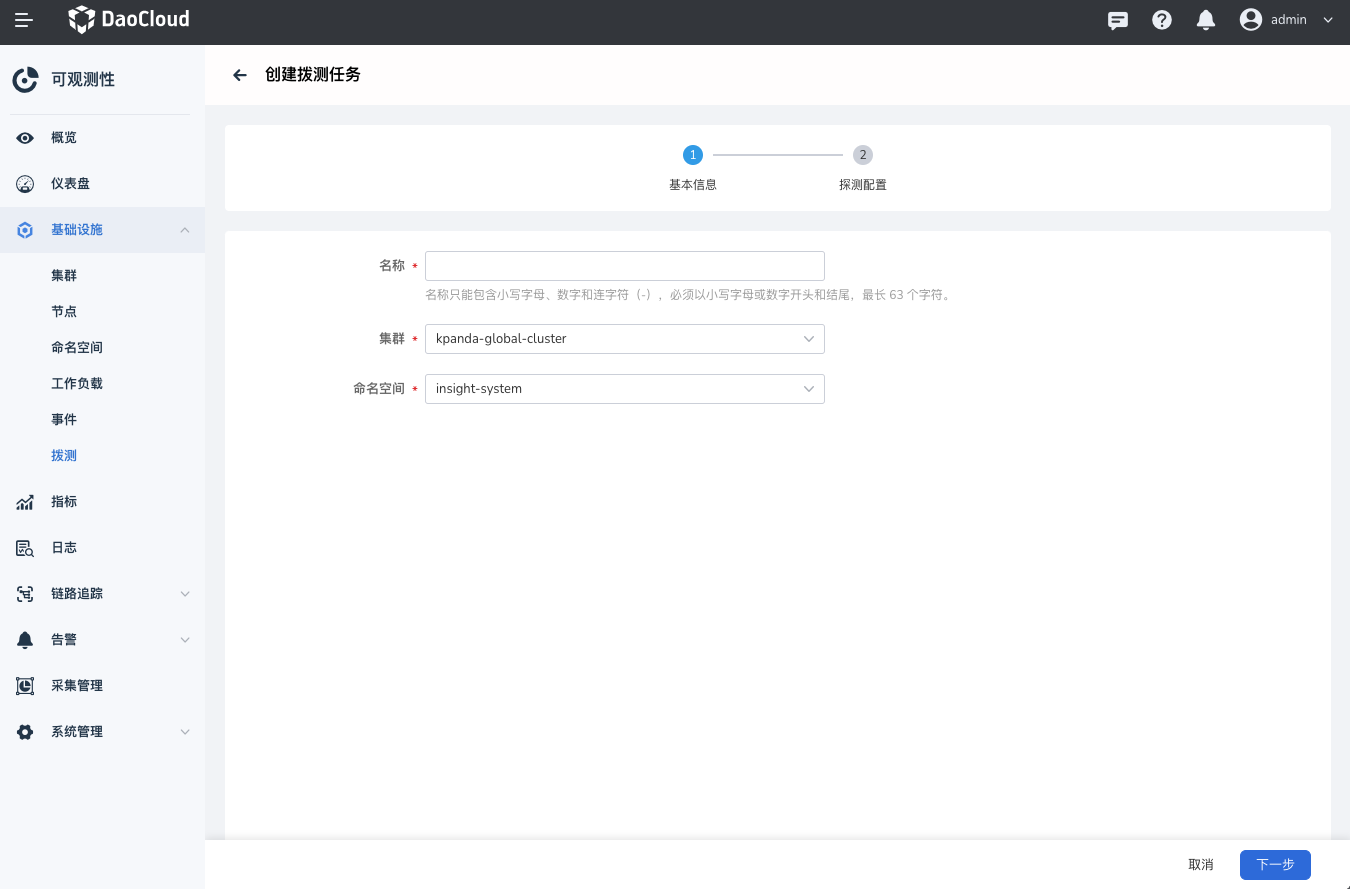 DaoCloud
admin
可观测性
概览
仪表盘
基础设施
集群
节点
命名空间
工作负载
事件
拨测
指标
日志
链路追踪
告警
采集管理
系统管理
创建拨测任务
1
2
基本信息
探测配置
名称 *
名称只能包含小写字母、数字和连字符（-），必须以小写字母或数字开头和结尾，最长 63 个字符。
集群 *
kpanda-global-cluster
命名空间 *
insight-system
取消
下一步